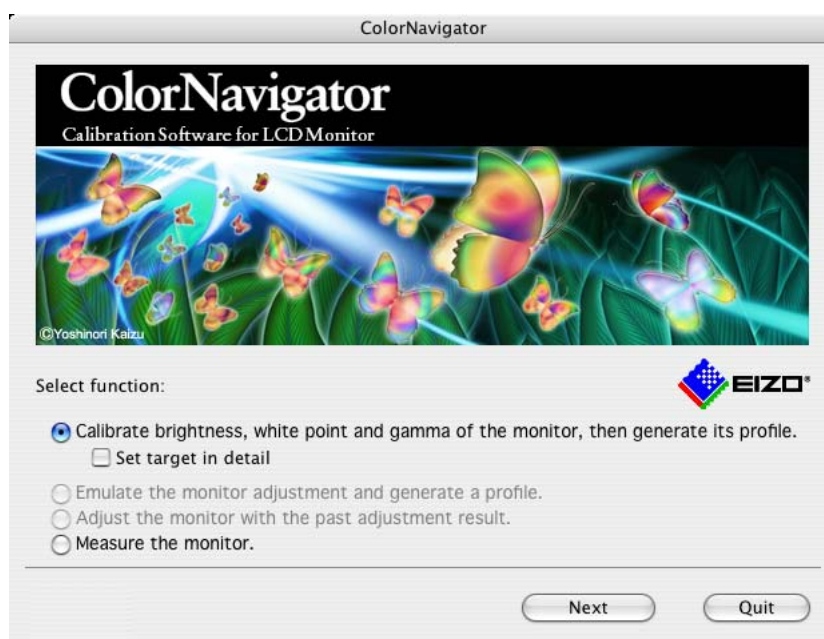 ColorNavigator
ColorNavigator
Calibration Software for LCD Monitor
©Yoshinori Kaizu
Select function:
EIZO®
Calibrate brightness, white point and gamma of the monitor, then generate its profile.
Set target in detail
Emulate the monitor adjustment and generate a profile.
Adjust the monitor with the past adjustment result.
Measure the monitor.
Next
Quit